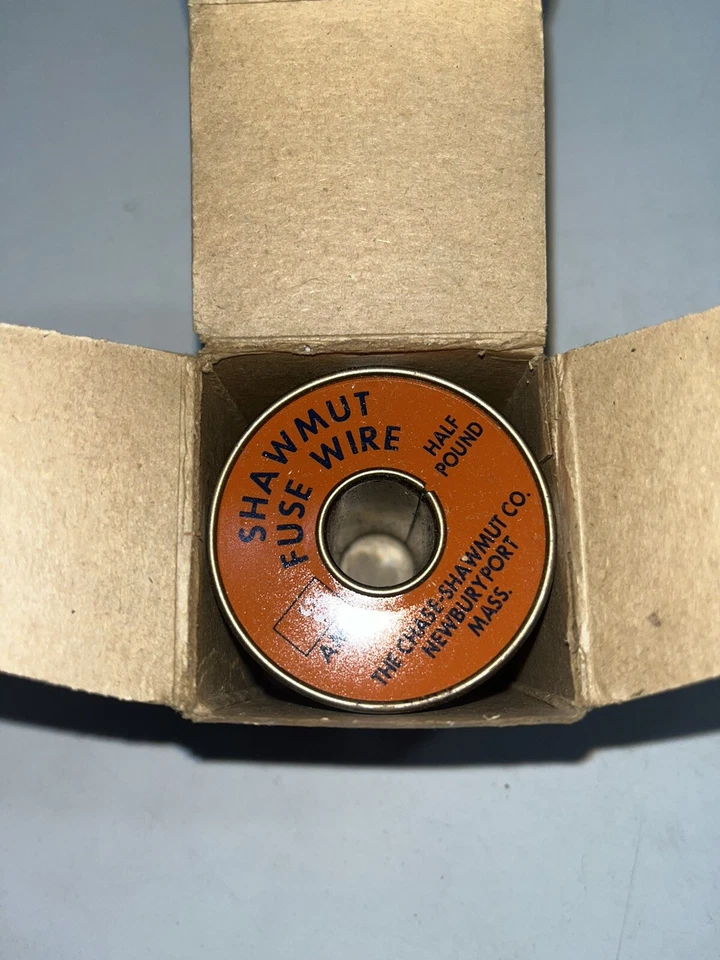 SHAWMUT
FUSE WIRE
HALF
POUND
THE CHASE-SHAWMUT CO.
NEWBURYPORT
MASS.